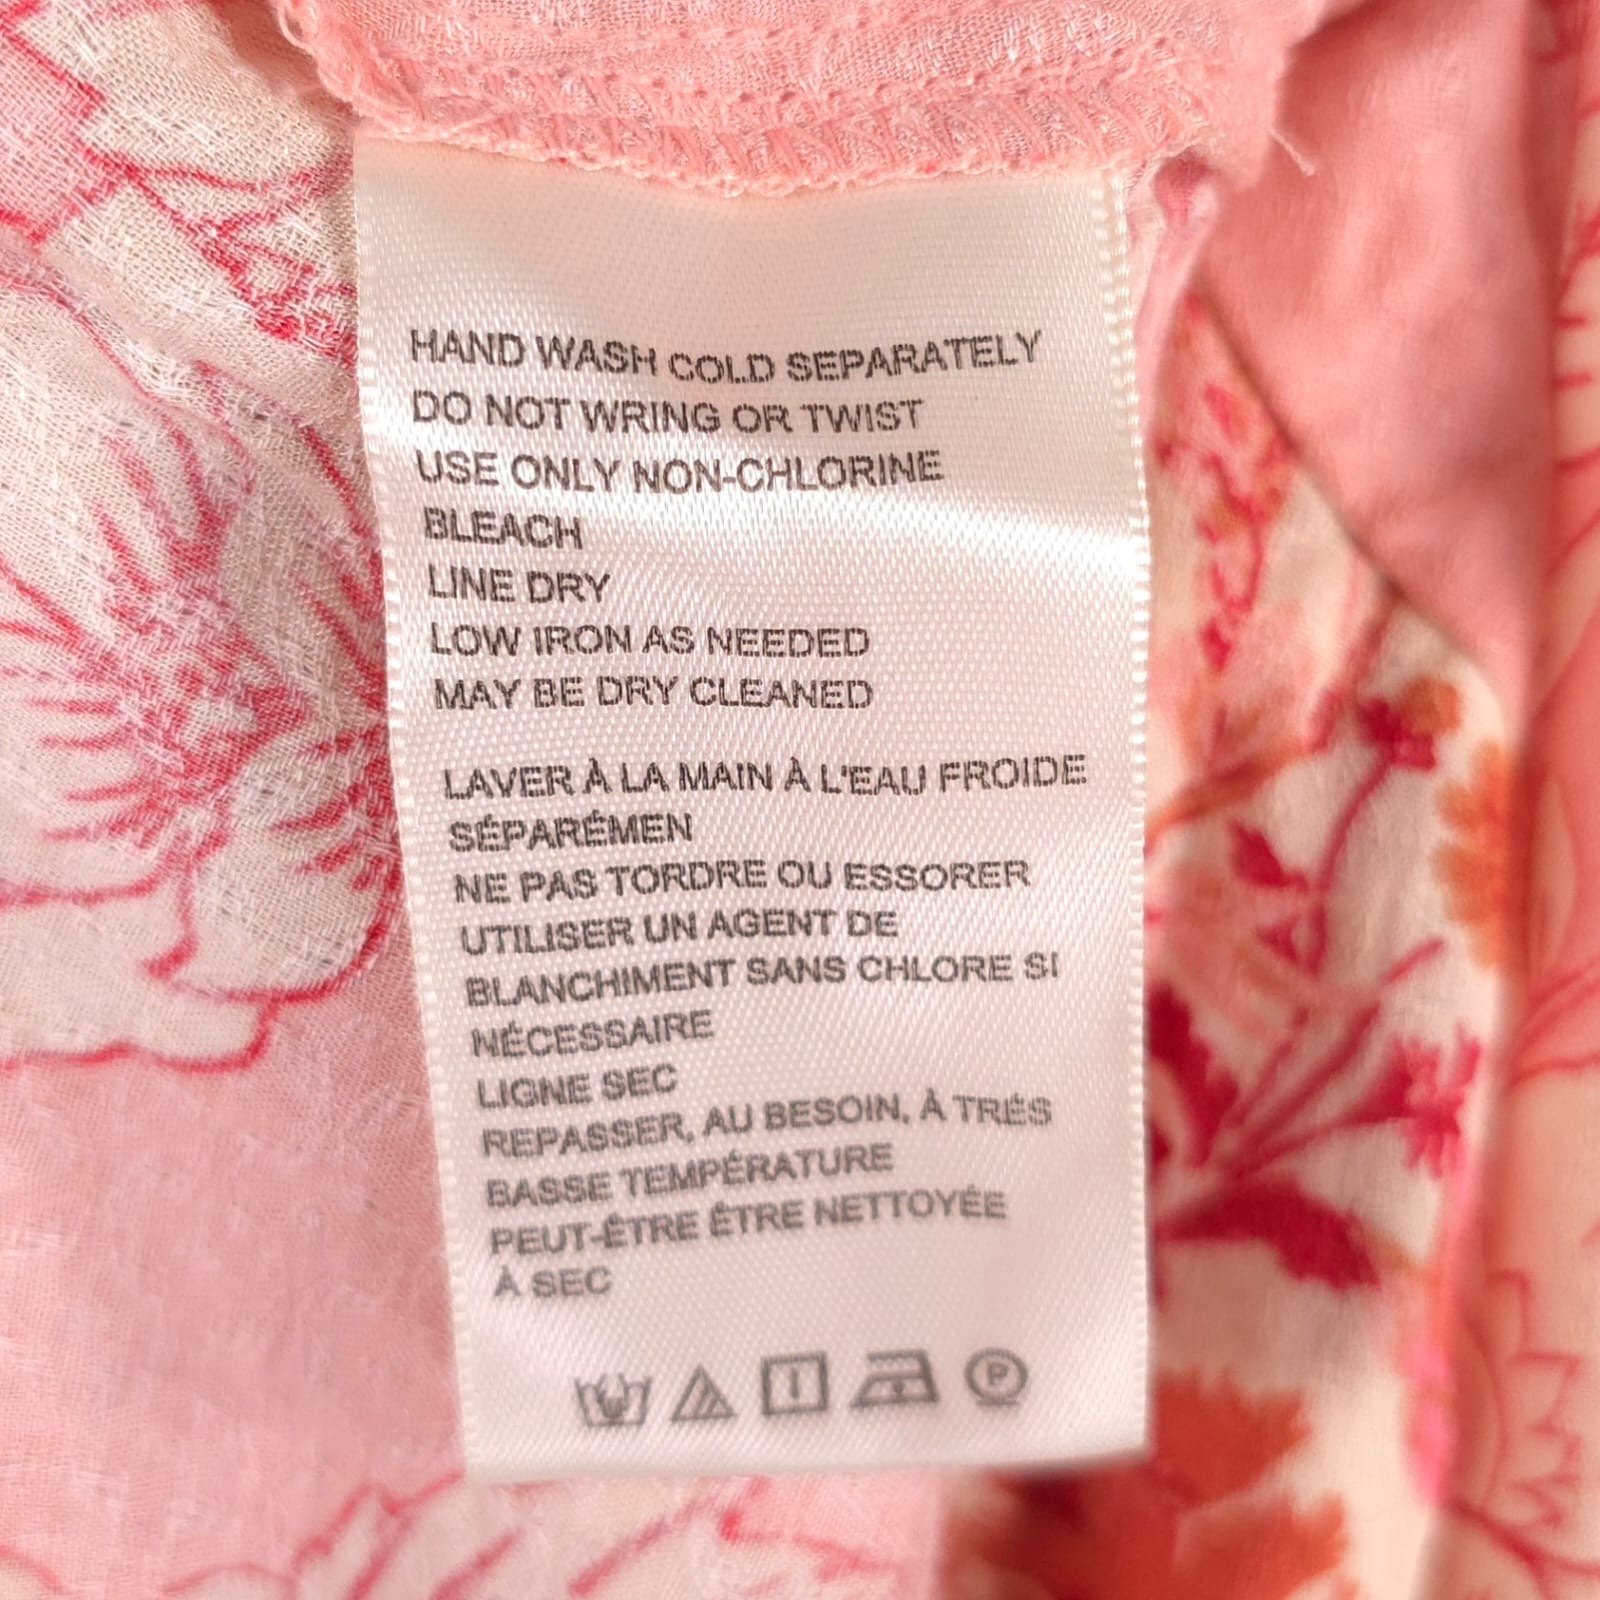 HAND WASH COLD SEPARATELY
DO NOT WRING OR TWIST
USE ONLY NON-CHLORINE
BLEACH
LINE DRY
LOW IRON AS NEEDED
MAY BE DRY CLEANED
LAVER À LA MAIN À L'EAU FROIDE
SÉPARÉMEN
NE PAS TORDRE OU ESSORER
UTILISER UN AGENT DE
BLANCHIMENT SANS CHLORE SI
NÉCESSAIRE
LIGNE SEC
REPASSER, AU BESOIN, À TRÉS
BASSE TEMPÉRATURE
PEUT-ÊTRE ÊTRE NETTOYÉE
À SEC
P